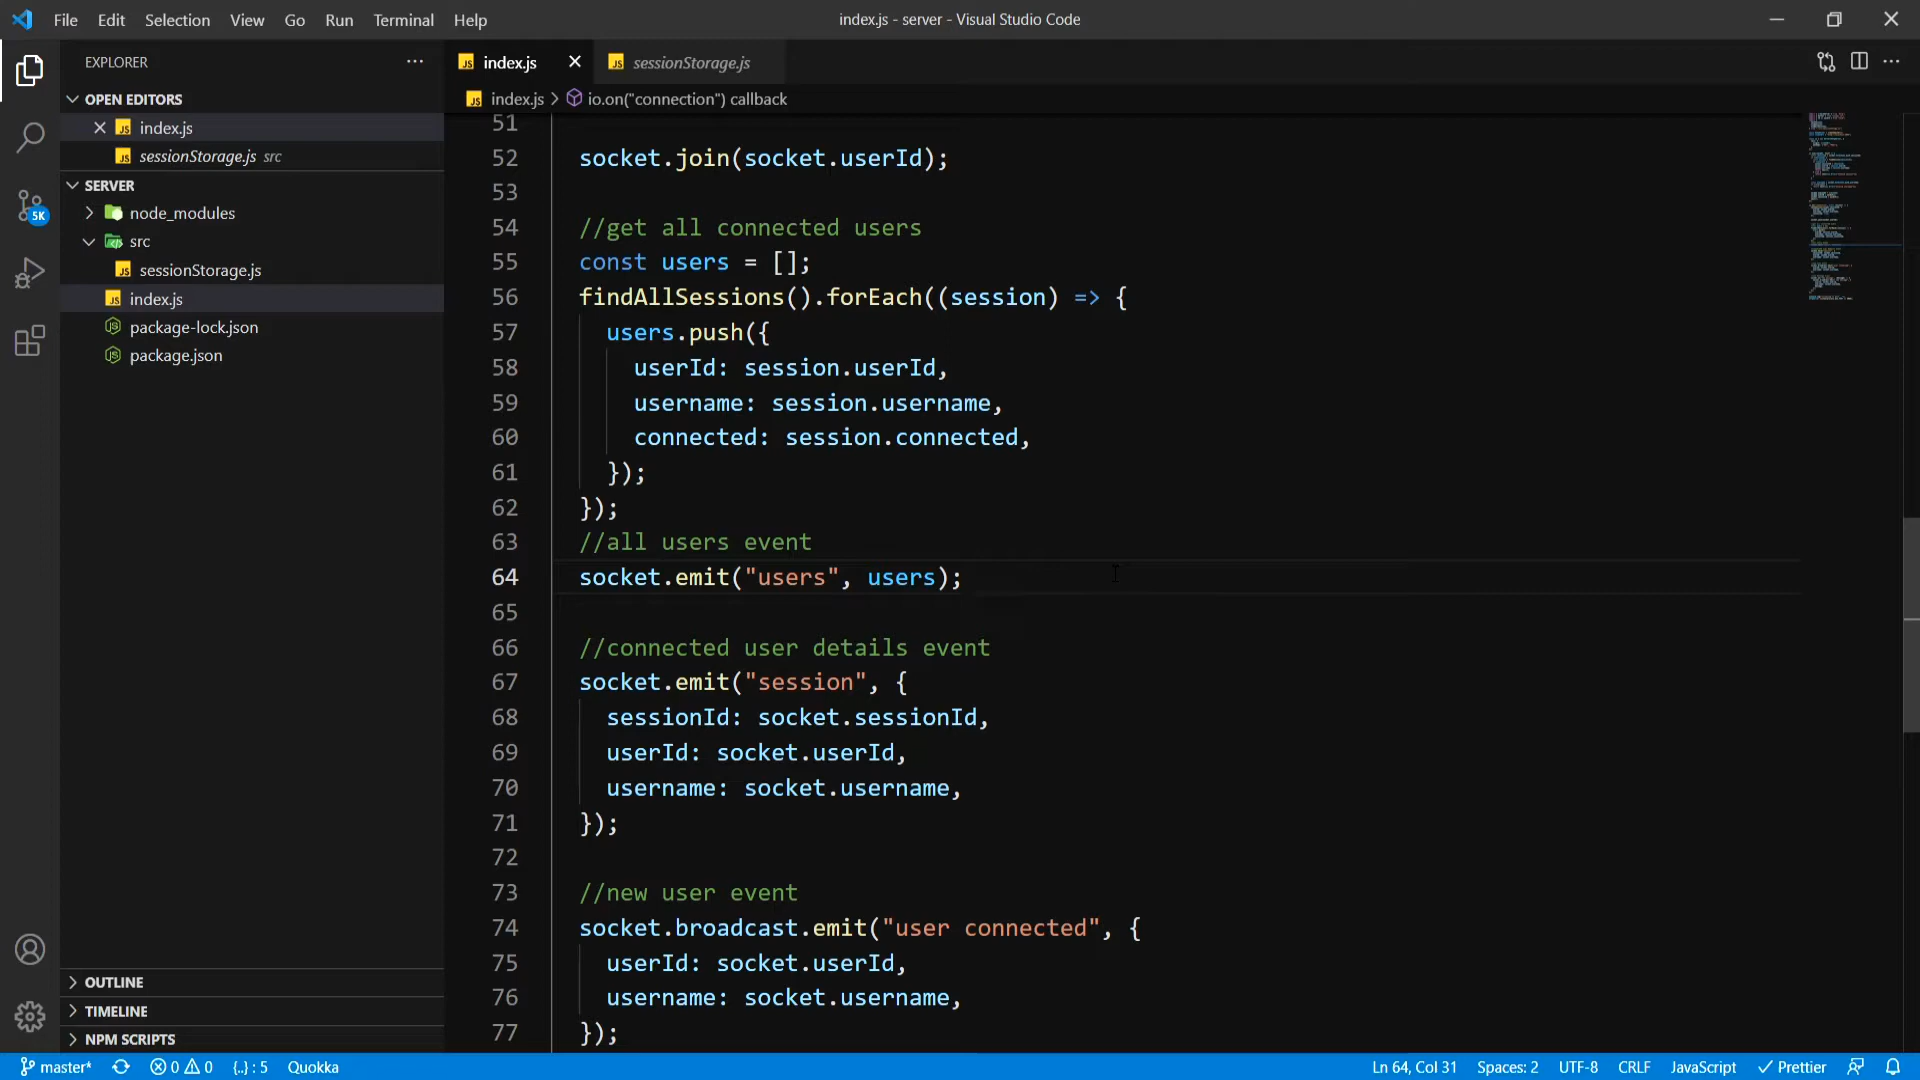 File Edit Selection View Go Run Terminal Help
index.js - server - Visual Studio Code
EXPLORER
OPEN EDITORS
index.js
sessionStorage.js src
SERVER
node_modules
src
sessionStorage.js
index.js
package-lock.json
package.json
OUTLINE
TIMELINE
NPM SCRIPTS
5K
JS index.js
JS sessionStorage.js
index.js > io.on("connection") callback
51
52 socket.join(socket.userId);
53
54 //get all connected users
55 const users = [];
56 findAllSessions().forEach((session) => {
57 users.push({
58 userId: session.userId,
59 username: session.username,
60 connected: session.connected,
61 });
62 });
63 //all users event
64 socket.emit("users", users);
65
66 //connected user details event
67 socket.emit("session", {
68 sessionId: socket.sessionId,
69 userId: socket.userId,
70 username: socket.username,
71 });
72
73 //new user event
74 socket.broadcast.emit("user connected", {
75 userId: socket.userId,
76 username: socket.username,
77 });
master* 0 0 {..} : 5 Quokka
Ln 64, Col 31 Spaces: 2 UTF-8 CRLF JavaScript Prettier